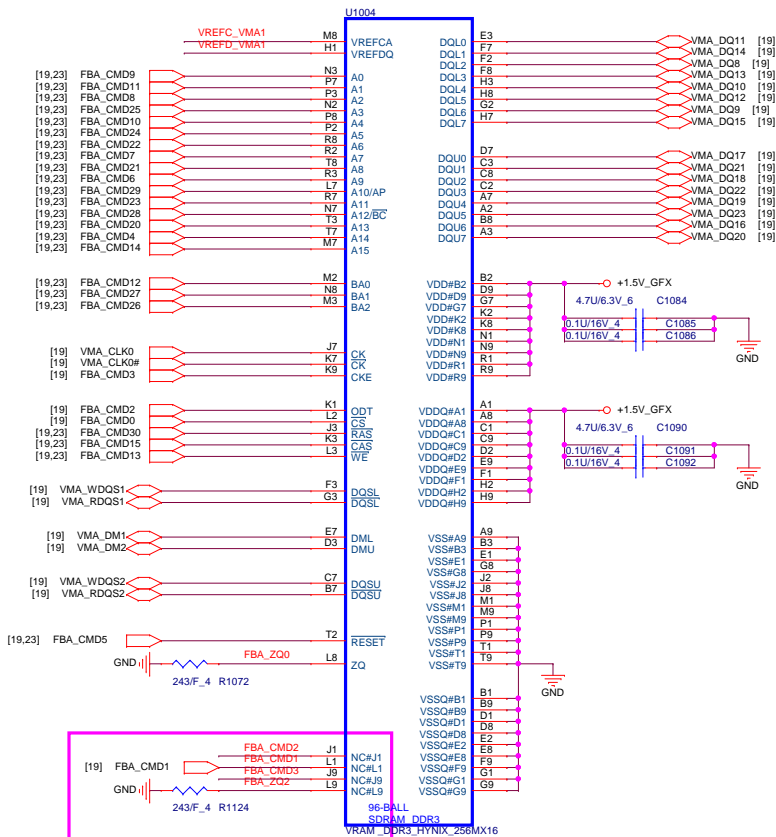 U1004
VREFC_VMA1 M8 VREFCA
VREFD_VMA1 H1 VREFDQ
[19,23] FBA_CMD9 N3 A0
[19,23] FBA_CMD11 P7 A1
[19,23] FBA_CMD8 P3 A2
[19,23] FBA_CMD25 N2 A3
[19,23] FBA_CMD10 P8 A4
[19,23] FBA_CMD24 P2 A5
[19,23] FBA_CMD22 R8 A6
[19,23] FBA_CMD7 R2 A7
[19,23] FBA_CMD21 T8 A8
[19,23] FBA_CMD6 R3 A9
[19,23] FBA_CMD29 L7 A10/AP
[19,23] FBA_CMD23 R7 A11
[19,23] FBA_CMD28 N7 A12/BC
[19,23] FBA_CMD20 T3 A13
[19,23] FBA_CMD4 T7 A14
[19,23] FBA_CMD14 M7 A15
[19,23] FBA_CMD12 M2 BA0
[19,23] FBA_CMD27 N8 BA1
[19,23] FBA_CMD26 M3 BA2
[19] VMA_CLK0 J7 CK
[19] VMA_CLK0# K7 CK
[19] FBA_CMD3 K9 CKE
[19] FBA_CMD2 K1 ODT
[19] FBA_CMD0 L2 CS
[19,23] FBA_CMD30 J3 RAS
[19,23] FBA_CMD15 K3 CAS
[19,23] FBA_CMD13 L3 WE
[19] VMA_WDQS1 F3 DQSL
[19] VMA_RDQS1 G3 DQSL
[19] VMA_DM1 E7 DML
[19] VMA_DM2 D3 DMU
[19] VMA_WDQS2 C7 DQSU
[19] VMA_RDQS2 B7 DQSU
[19,23] FBA_CMD5 T2 RESET
GND FBA_ZQ0 L8 ZQ
243/F_4 R1072
FBA_CMD2 J1 NC#J1
[19] FBA_CMD1 FBA_CMD1 L1 NC#L1
FBA_CMD3 J9 NC#J9
GND FBA_ZQ2 L9 NC#L9
243/F_4 R1124
DQL0 E3 VMA_DQ11 [19]
DQL1 F7 VMA_DQ14 [19]
DQL2 F2 VMA_DQ8 [19]
DQL3 F8 VMA_DQ13 [19]
DQL4 H3 VMA_DQ10 [19]
DQL5 H8 VMA_DQ12 [19]
DQL6 G2 VMA_DQ9 [19]
DQL7 H7 VMA_DQ15 [19]
DQU0 D7 VMA_DQ17 [19]
DQU1 C3 VMA_DQ21 [19]
DQU2 C8 VMA_DQ18 [19]
DQU3 C2 VMA_DQ22 [19]
DQU4 A7 VMA_DQ19 [19]
DQU5 A2 VMA_DQ23 [19]
DQU6 B8 VMA_DQ16 [19]
DQU7 A3 VMA_DQ20 [19]
VDD#B2 B2 +1.5V_GFX
VDD#D9 D9
VDD#G7 G7 4.7U/6.3V_6 C1084
VDD#K2 K2
VDD#K8 K8 0.1U/16V_4 C1085
VDD#N1 N1 0.1U/16V_4 C1086
VDD#N9 N9
VDD#R1 R1
VDD#R9 R9
GND
VDDQ#A1 A1 +1.5V_GFX
VDDQ#A8 A8
VDDQ#C1 C1 4.7U/6.3V_6 C1090
VDDQ#C9 C9
VDDQ#D2 D2 0.1U/16V_4 C1091
VDDQ#E9 E9 0.1U/16V_4 C1092
VDDQ#F1 F1
VDDQ#H2 H2
VDDQ#H9 H9
GND
VSS#A9 A9
VSS#B3 B3
VSS#E1 E1
VSS#G8 G8
VSS#J2 J2
VSS#J8 J8
VSS#M1 M1
VSS#M9 M9
VSS#P1 P1
VSS#P9 P9
VSS#T1 T1
VSS#T9 T9
GND
VSSQ#B1 B1
VSSQ#B9 B9
VSSQ#D1 D1
VSSQ#D8 D8
VSSQ#E2 E2
VSSQ#E8 E8
VSSQ#F9 F9
VSSQ#G1 G1
VSSQ#G9 G9
96-BALL
SDRAM_DDR3
VRAM _DDR3_HYNIX_256MX16